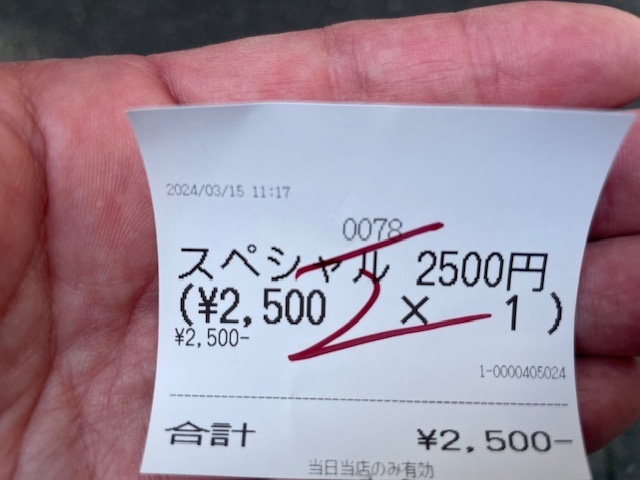 2024/03/15 11:17
0078
スペシャル 2500円
(¥2,500 × 1)
¥2,500-
1-0000405024
合計 ¥2,500-
当日当店のみ有効